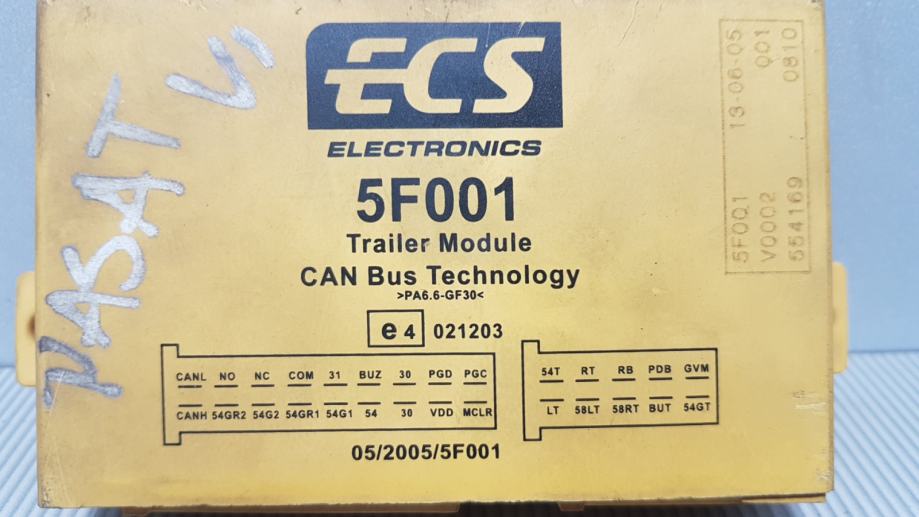 ECS
ELECTRONICS
5F001
Trailer Module
CAN Bus Technology
>PA6.6-GF30<
e4 021203
CANL NO NC COM 31 BUZ 30 PGD PGC
CANH 54GR2 54G2 54GR1 54G1 54 30 VDD MCLR
54T RT RB PDB GVM
LT 58LT 58RT BUT 54GT
05/2005/5F001
5F001 13-06-05
V0002 001
554169 0810